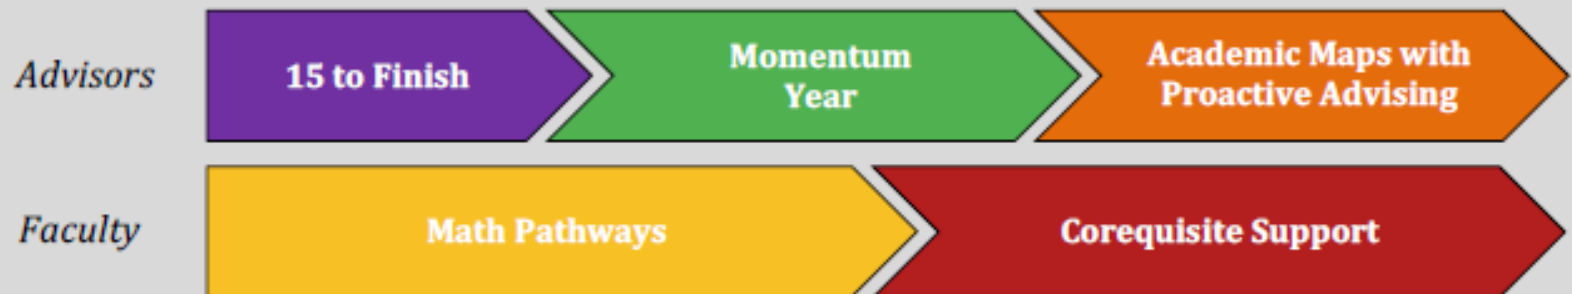 Advisors
15 to Finish
Momentum
Year
Academic Maps with
Proactive Advising
Faculty
Math Pathways
Corequisite Support